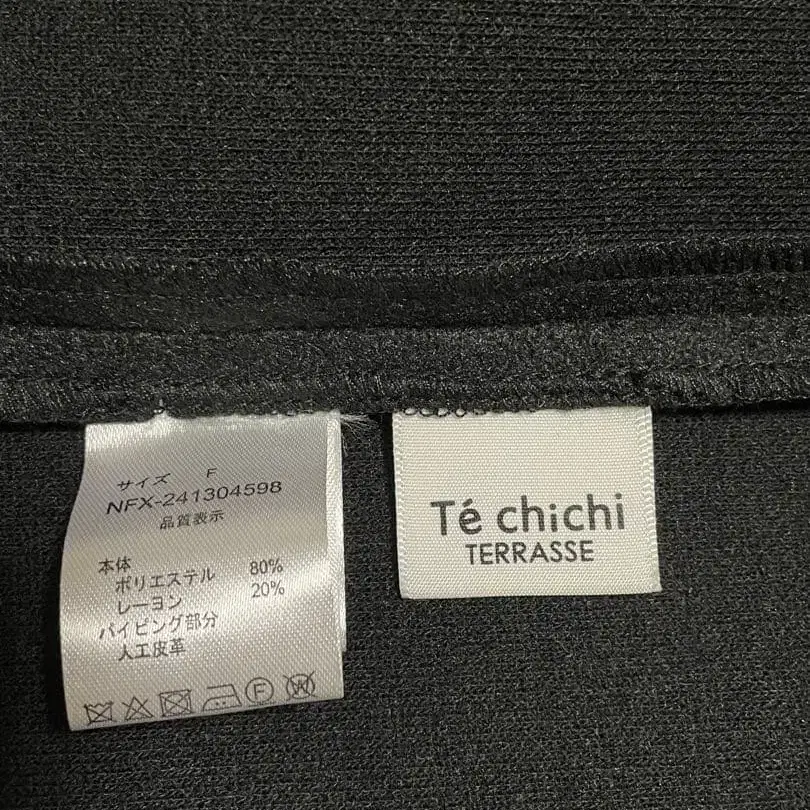 サイズ F
NFX-241304598
品質表示
本体
ポリエステル 80%
レーヨン 20%
パイピング部分
人工皮革
F W
Té chichi
TERRASSE